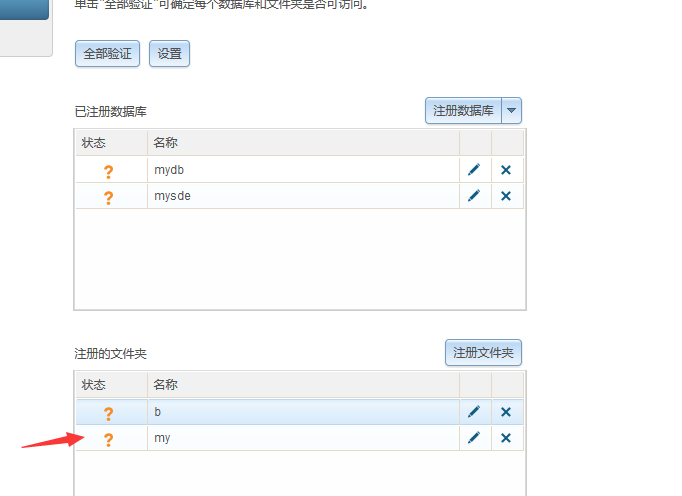 单击"全部验证"可确定每个数据库和文件夹是否可访问。
全部验证 设置
已注册数据库 注册数据库
状态 名称
? mydb
? mysde
注册的文件夹 注册文件夹
状态 名称
? b
? my